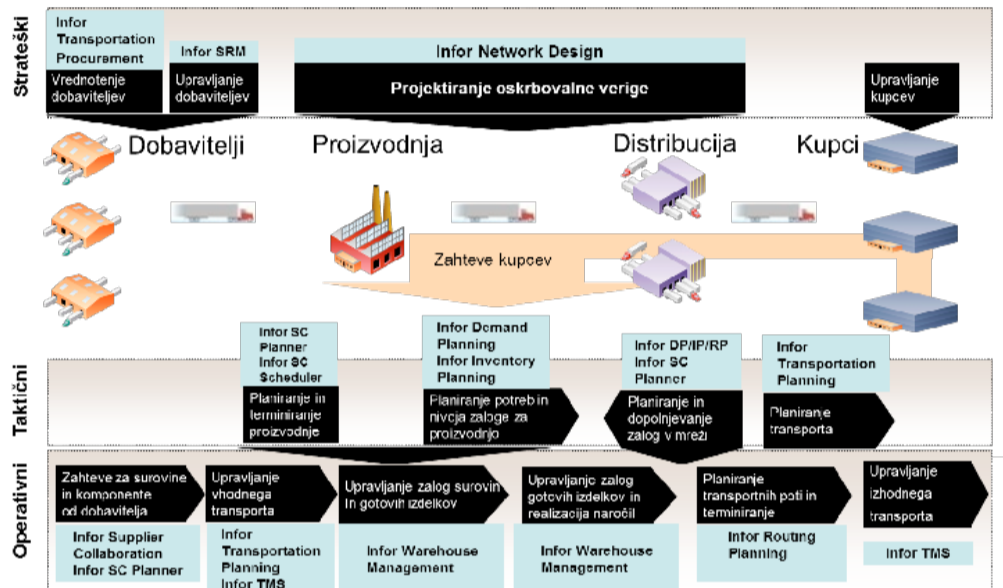 Strateški
Infor
Transportation
Procurement
Vrednotenje
dobaviteljev
Infor SRM
Upravljanje
dobaviteljev
Infor Network Design
Projektiranje oskrbovalne verige
Upravljanje
kupcev
Dobavitelji
Proizvodnja
Distribucija
Kupci
Zahteve kupcev
Taktični
Infor SC
Planner
Infor SC
Scheduler
Planiranje in
terminiranje
proizvodnje
Infor Demand
Planning
Infor Inventory
Planning
Planiranje potreb in
nivoja zaloge za
proizvodnjo
Infor DP/IP/RP
Infor SC
Planner
Planiranje in
dopolnjevanje
zalog v mreži
Infor
Transportation
Planning
Planiranje
transporta
Operativni
Zahteve za surovine
in komponente
od dobavitelja
Infor Supplier
Collaboration
Infor SC Planner
Upravljanje
vhodnega
transporta
Infor
Transportation
Planning
Infor TMS
Upravljanje zalog surovin
in gotovih izdelkov
Infor Warehouse
Management
Upravljanje zalog
gotovih izdelkov in
realizacija naročil
Infor Warehouse
Management
Planiranje
transportnih poti in
terminiranje
Infor Routing
Planning
Upravljanje
izhodnega
transporta
Infor TMS